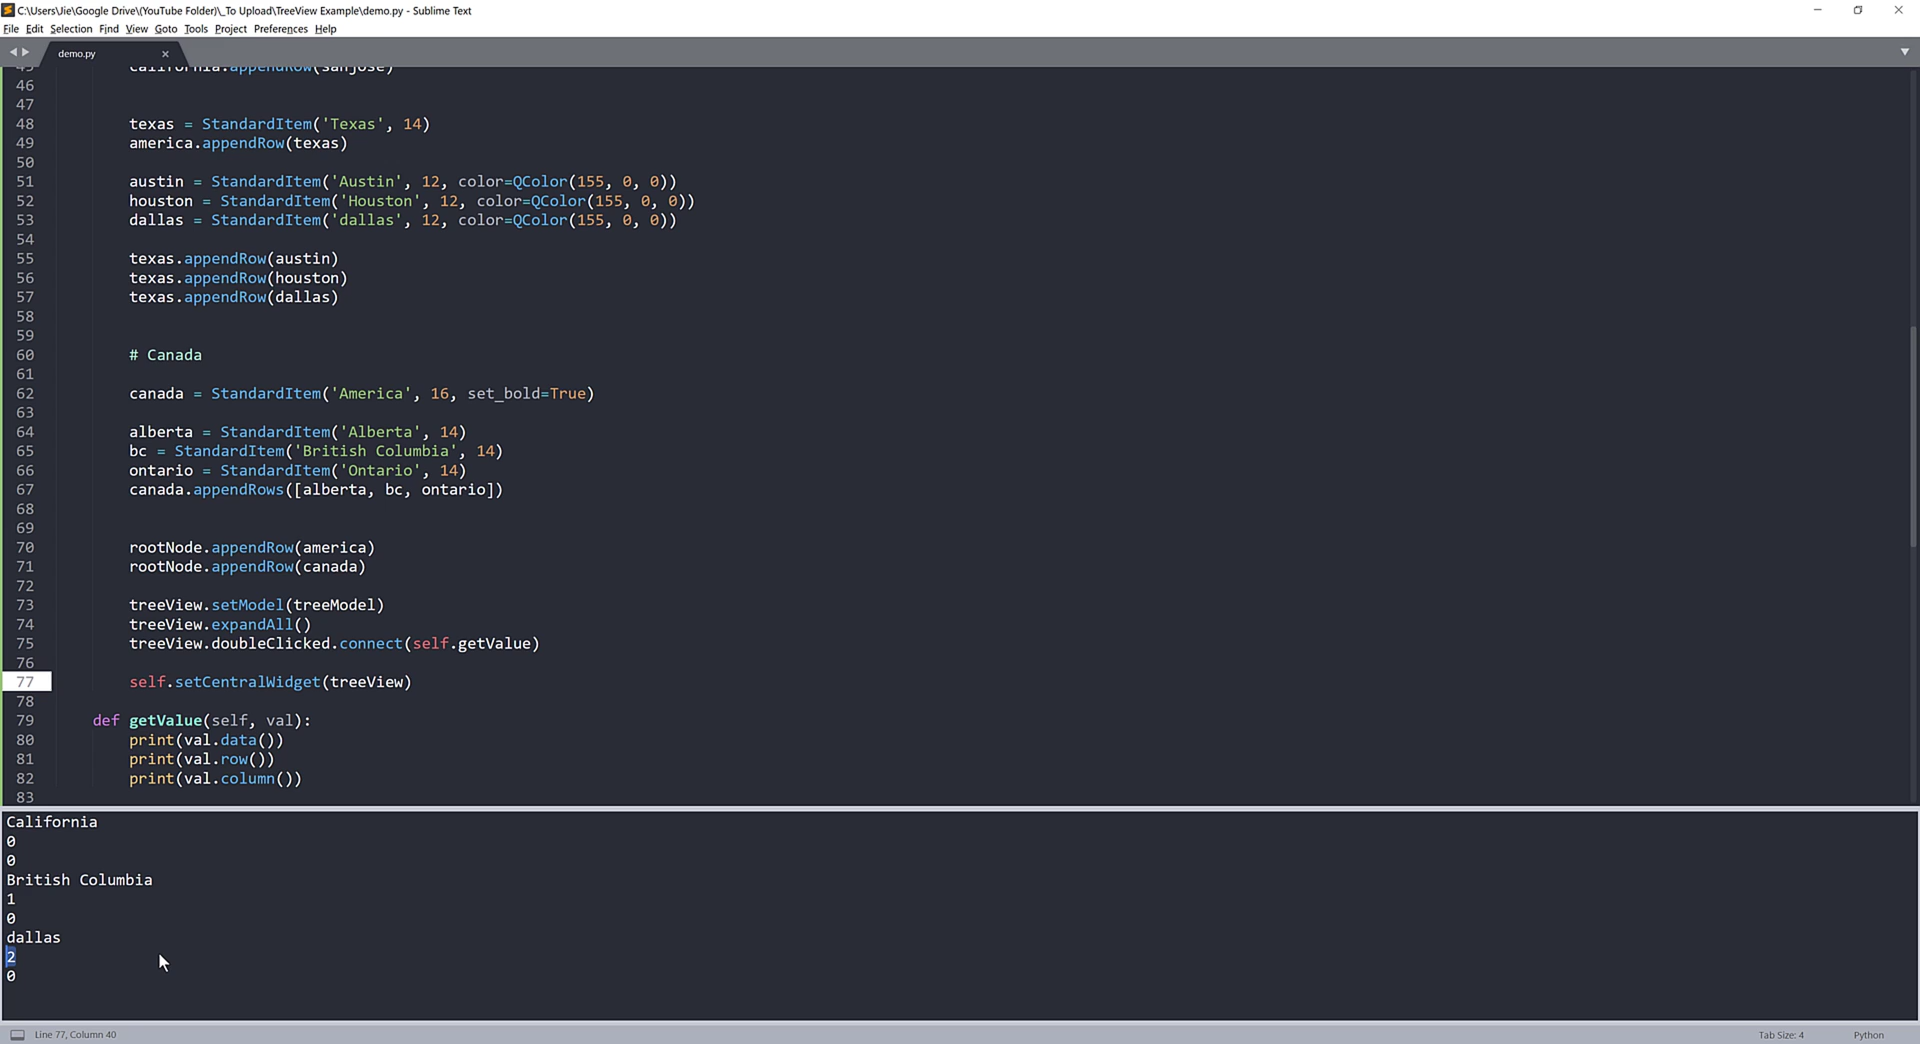 C:\Users\Jie\Google Drive\(YouTube Folder)\_To Upload\TreeView Example\demo.py - Sublime Text
File Edit Selection Find View Goto Tools Project Preferences Help
demo.py ×
45 california.appendRow(sanjose)
46
47
48 texas = StandardItem('Texas', 14)
49 america.appendRow(texas)
50
51 austin = StandardItem('Austin', 12, color=QColor(155, 0, 0))
52 houston = StandardItem('Houston', 12, color=QColor(155, 0, 0))
53 dallas = StandardItem('dallas', 12, color=QColor(155, 0, 0))
54
55 texas.appendRow(austin)
56 texas.appendRow(houston)
57 texas.appendRow(dallas)
58
59
60 # Canada
61
62 canada = StandardItem('America', 16, set_bold=True)
63
64 alberta = StandardItem('Alberta', 14)
65 bc = StandardItem('British Columbia', 14)
66 ontario = StandardItem('Ontario', 14)
67 canada.appendRows([alberta, bc, ontario])
68
69
70 rootNode.appendRow(america)
71 rootNode.appendRow(canada)
72
73 treeView.setModel(treeModel)
74 treeView.expandAll()
75 treeView.doubleClicked.connect(self.getValue)
76
77 self.setCentralWidget(treeView)
78
79 def getValue(self, val):
80 print(val.data())
81 print(val.row())
82 print(val.column())
83
California
0
0
British Columbia
1
0
dallas
2
0
Line 77, Column 40 Tab Size: 4 Python